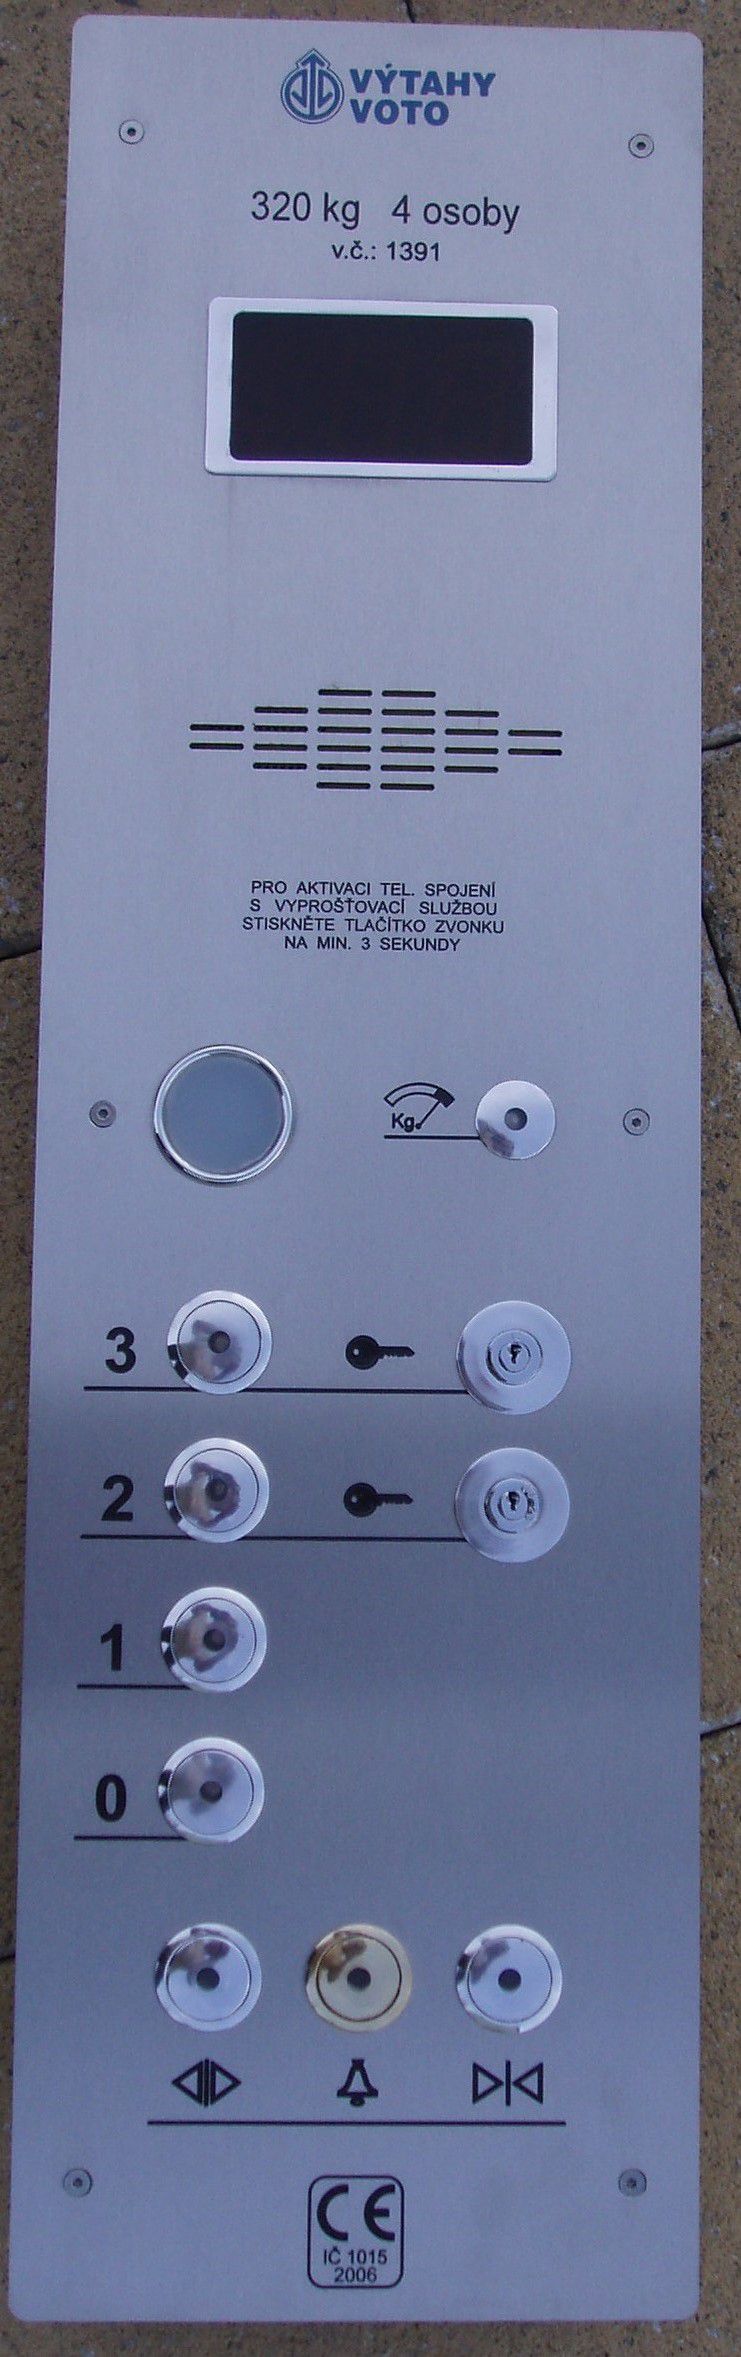 VÝTAHY
VOTO
320 kg 4 osoby
v.č.: 1391
PRO AKTIVACI TEL. SPOJENÍ
S VYPROŠŤOVACÍ SLUŽBOU
STISKNĚTE TLAČÍTKO ZVONKU
NA MIN. 3 SEKUNDY
Kg
3
2
1
0
CE
IČ 1015
2006